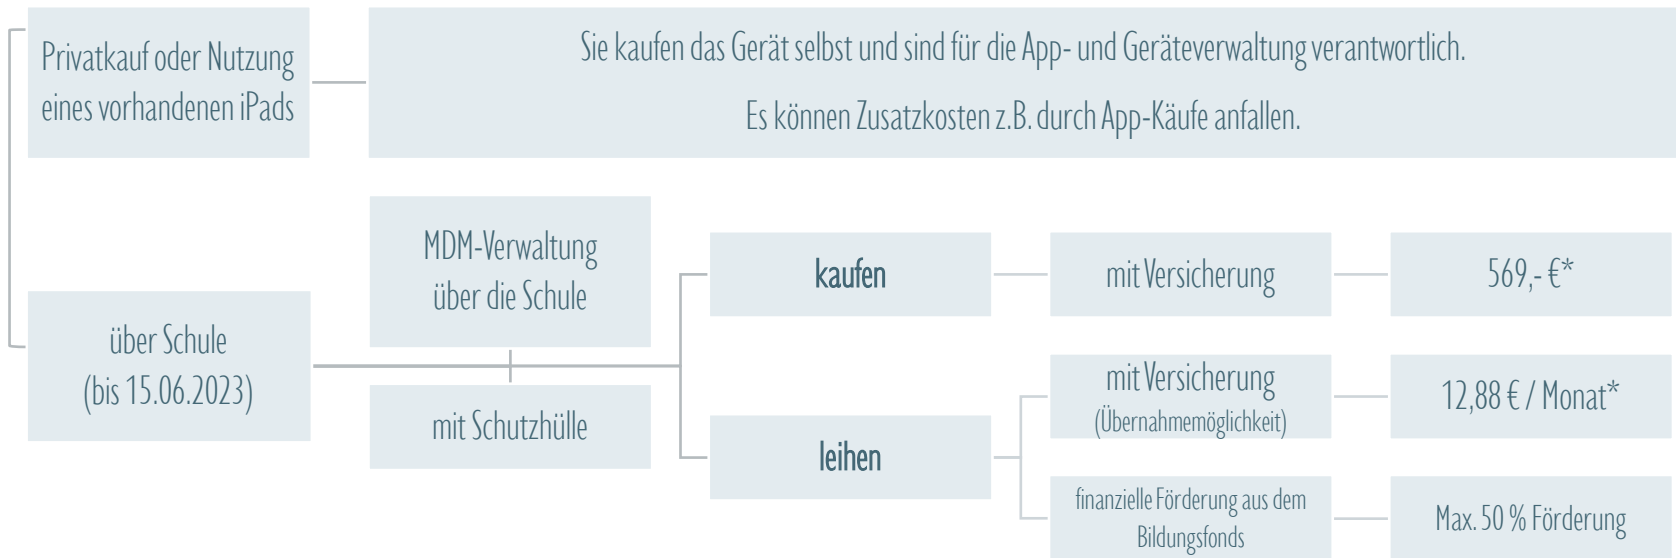 Privatkauf oder Nutzung
eines vorhandenen iPads
Sie kaufen das Gerät selbst und sind für die App- und Geräteverwaltung verantwortlich.
Es können Zusatzkosten z.B. durch App-Käufe anfallen.
über Schule
(bis 15.06.2023)
MDM-Verwaltung
über die Schule
mit Schutzhülle
kaufen
mit Versicherung
569,- €*
leihen
mit Versicherung
(Übernahmemöglichkeit)
12,88 € / Monat*
finanzielle Förderung aus dem
Bildungsfonds
Max. 50 % Förderung